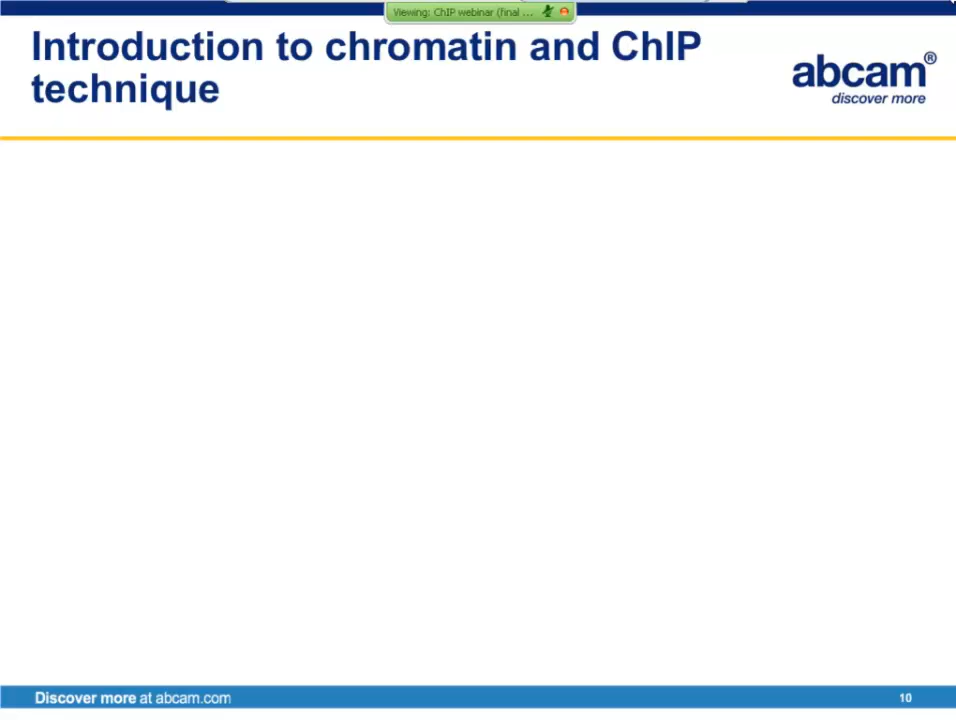 Viewing: ChIP webinar (final ...
Introduction to chromatin and ChIP
technique
abcam®
discover more
Discover more at abcam.com
10